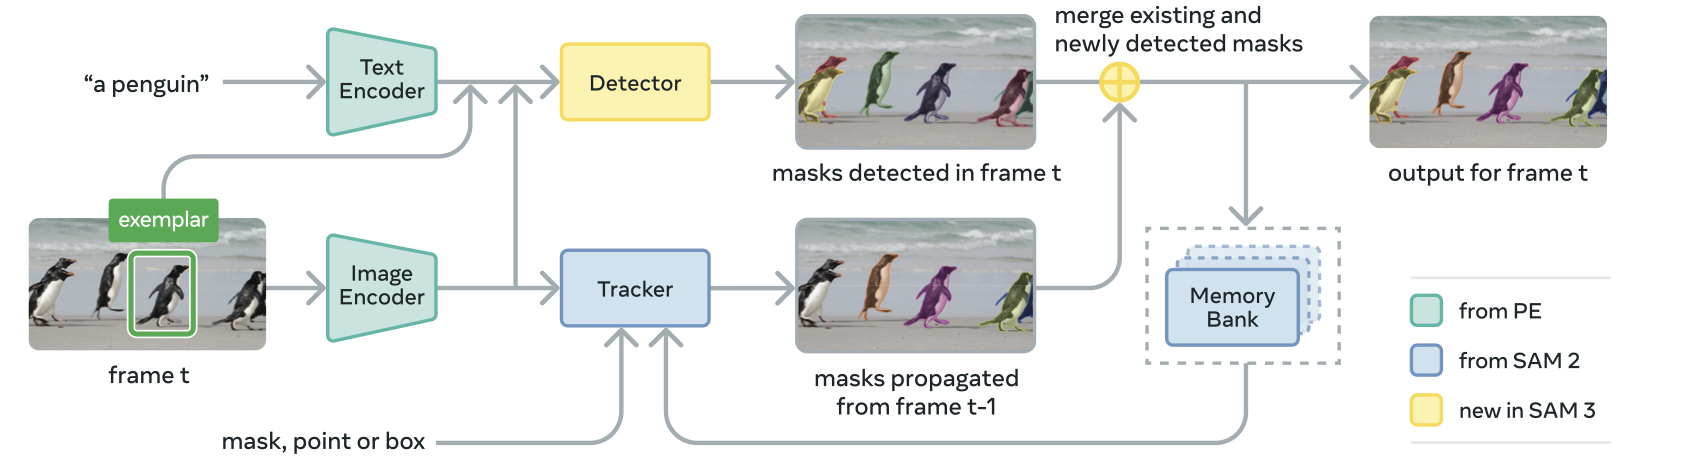 “a penguin”
Text
Encoder
Detector
masks detected in frame t
merge existing and
newly detected masks
output for frame t
exemplar
frame t
Image
Encoder
Tracker
masks propagated
from frame t-1
Memory
Bank
mask, point or box
from PE
from SAM 2
new in SAM 3